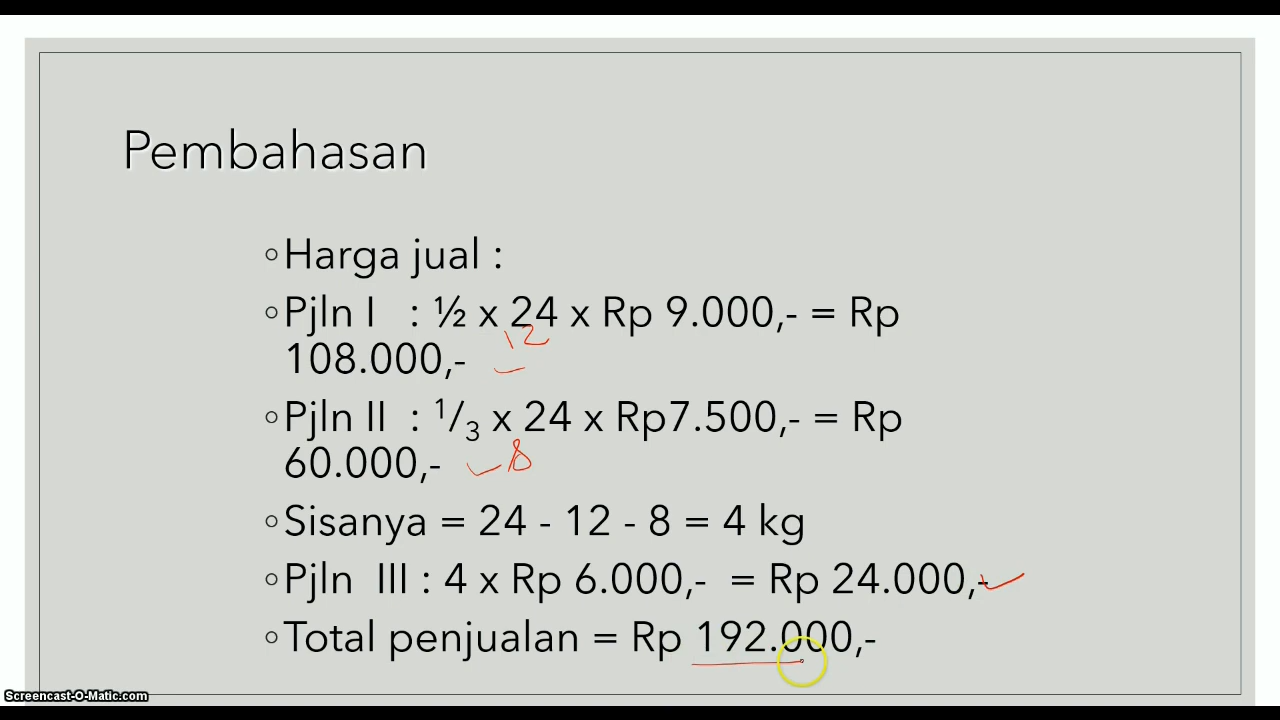 Pembahasan
◦Harga jual :
◦Pjln I : ½ x 24 x Rp 9.000,- = Rp
12
108.000,-
◦Pjln II : ¹/₃ x 24 x Rp7.500,- = Rp
60.000,- 8
◦Sisanya = 24 - 12 - 8 = 4 kg
◦Pjln III : 4 x Rp 6.000,- = Rp 24.000,-
◦Total penjualan = Rp 192.000,-
Screencast-O-Matic.com